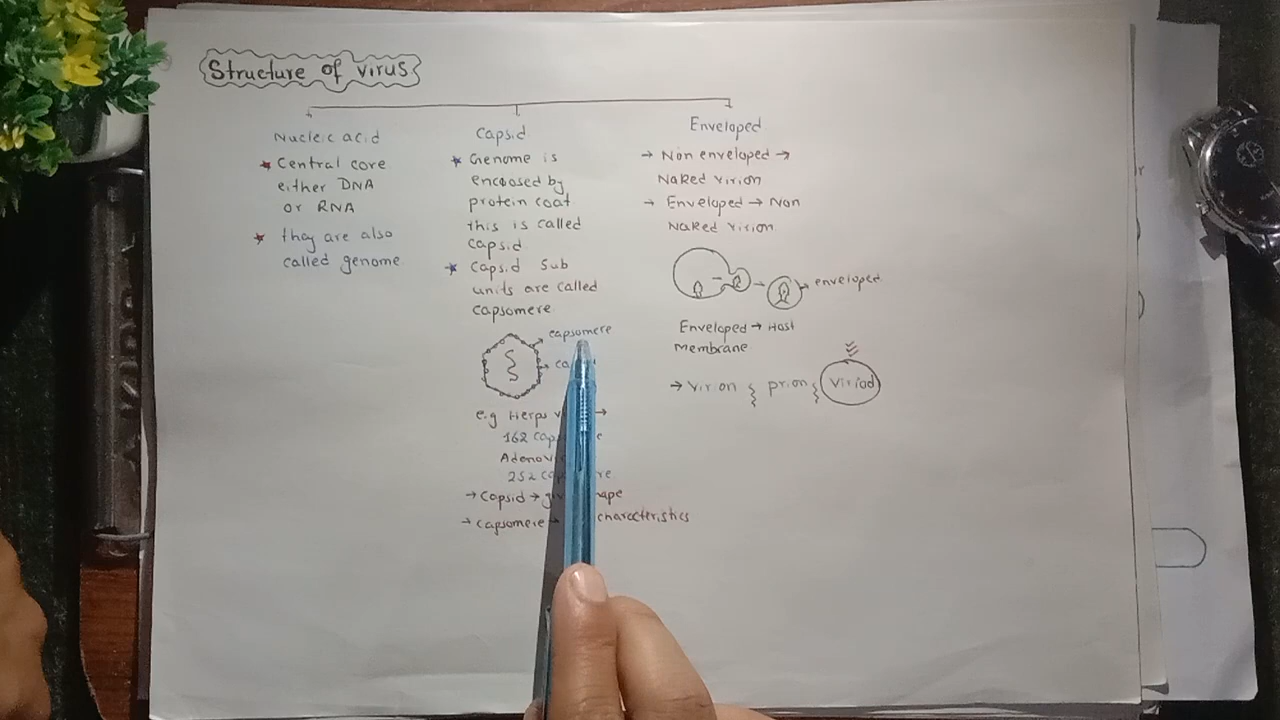 Structure of virus
Nucleic acid
★ Central core
either DNA
or RNA
★ they are also
called genome
Capsid
★ Genome is
encoosed by
protein coat
this is called
capsid
★ Capsid Sub
units are called
capsomere
capsomere
e.g Herps
162
252
→ Capsid →
→ capsomere → characteristics
Enveloped
→ Non enveloped →
Naked virion
→ Enveloped → Non
Naked virion
enveloped
Enveloped → Host
Membrane
→ virion prion viriod